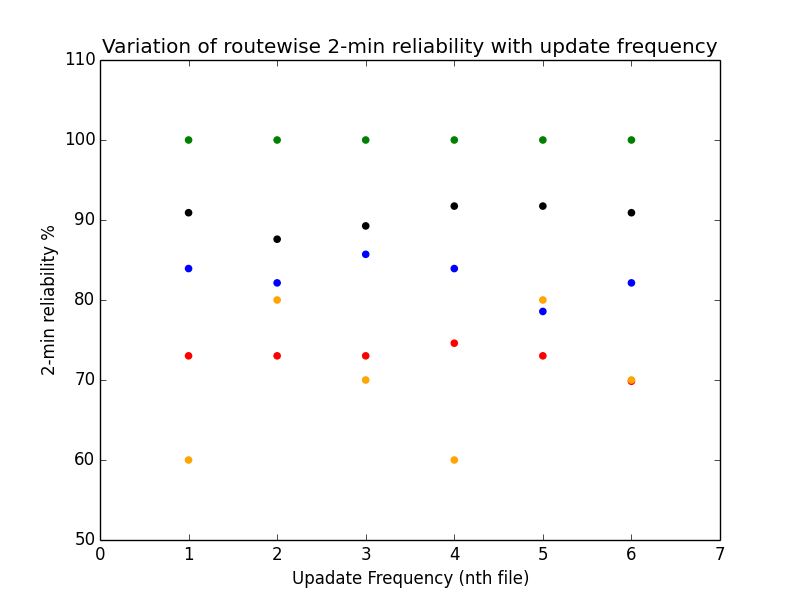 Variation of routewise 2-min reliability with update frequency
110
100
90
80
70
60
50
2-min reliability %
0 1 2 3 4 5 6 7
Upadate Frequency (nth file)